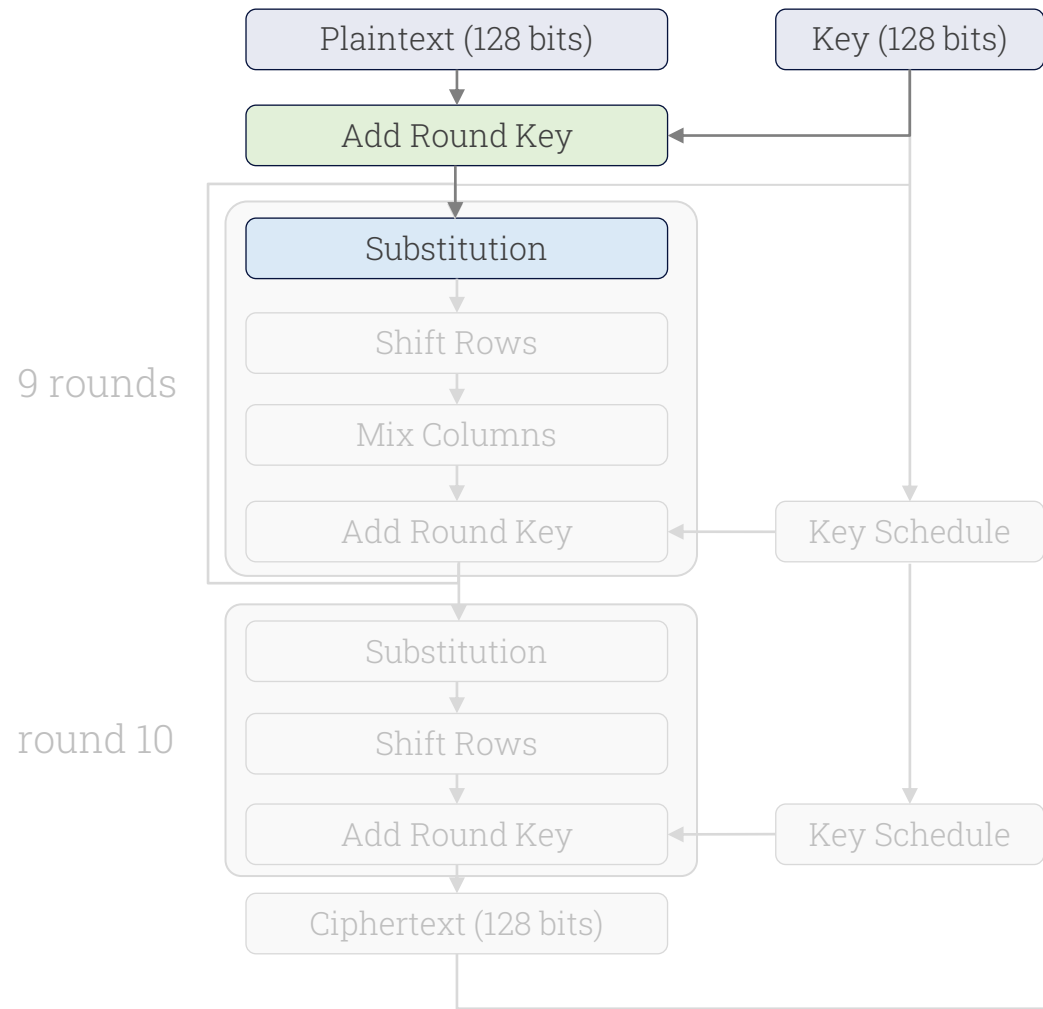 Plaintext (128 bits)
Key (128 bits)
Add Round Key
Substitution
Shift Rows
9 rounds
Mix Columns
Add Round Key
Key Schedule
Substitution
round 10
Shift Rows
Add Round Key
Key Schedule
Ciphertext (128 bits)